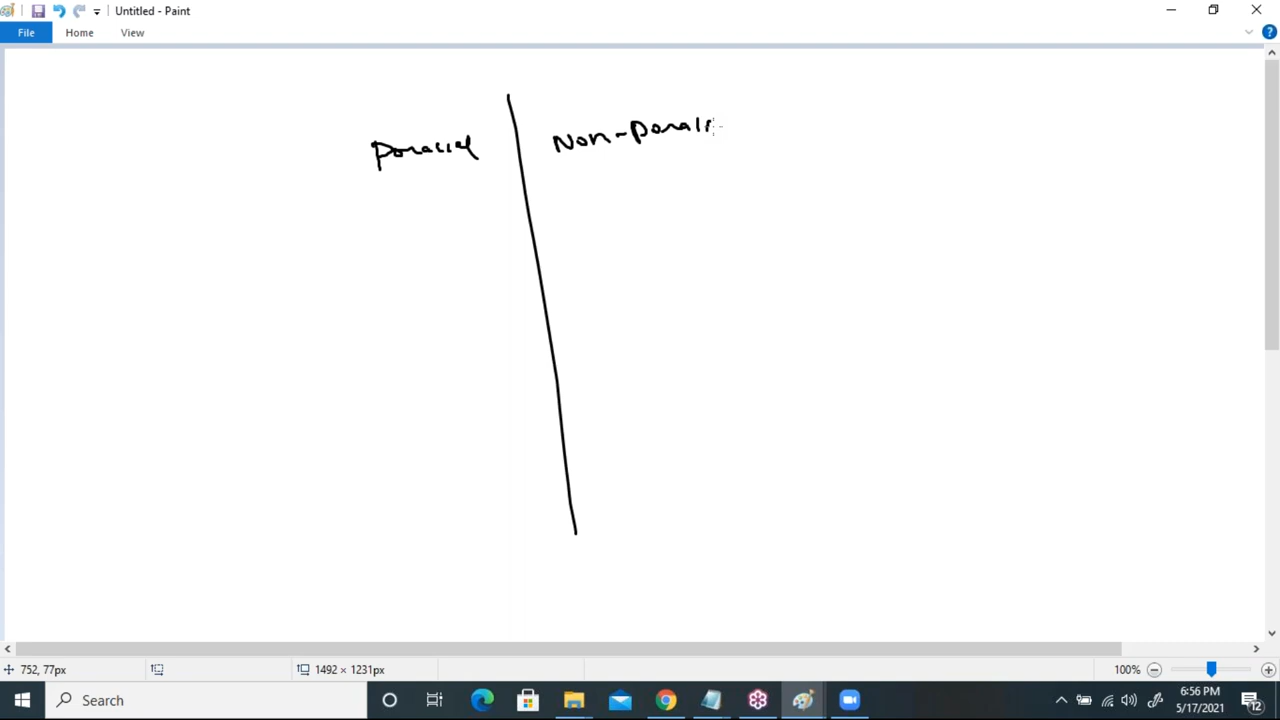 Untitled - Paint
File Home View
Parallel
Non-Parall
752, 77px
1492 × 1231px
100%
Search
6:56 PM
5/17/2021
12